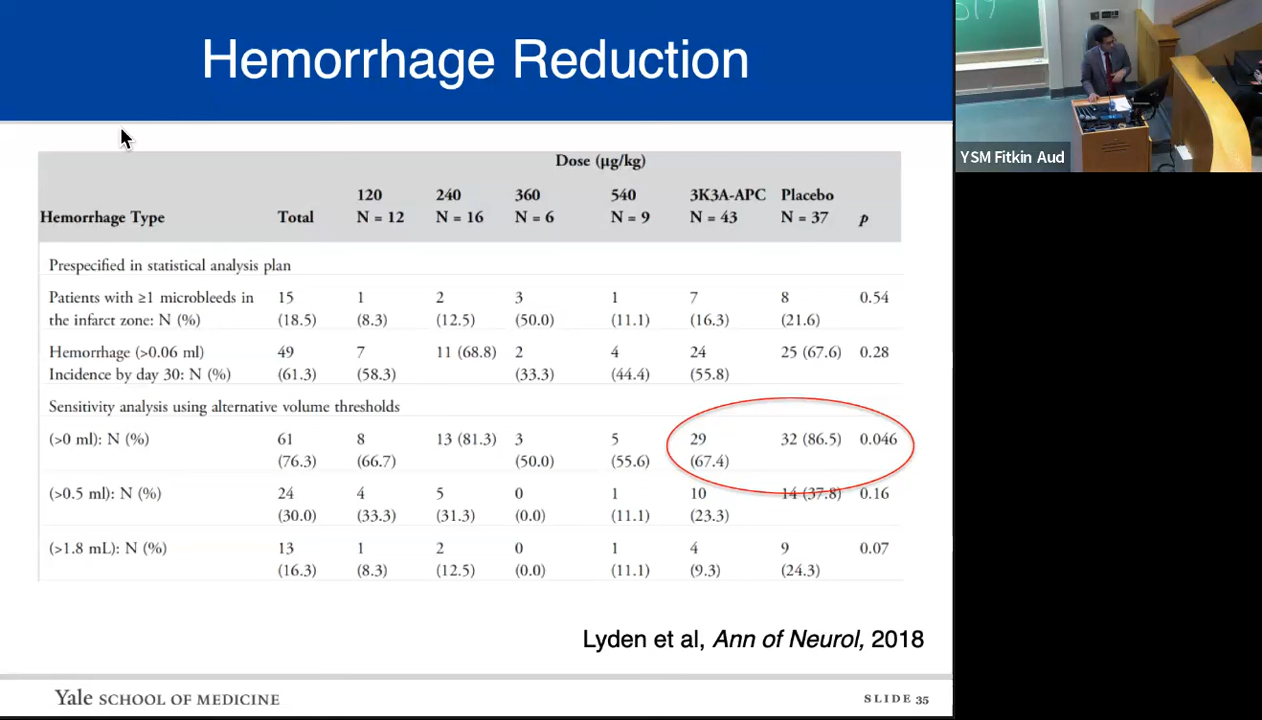 Hemorrhage Reduction
Dose (μg/kg)
120 240 360 540 3K3A-APC Placebo
Hemorrhage Type Total N = 12 N = 16 N = 6 N = 9 N = 43 N = 37 p
Prespecified in statistical analysis plan
Patients with ≥1 microbleeds in 15 1 2 3 1 7 8 0.54
the infarct zone: N (%) (18.5) (8.3) (12.5) (50.0) (11.1) (16.3) (21.6)
Hemorrhage (>0.06 ml) 49 7 11 (68.8) 2 4 24 25 (67.6) 0.28
Incidence by day 30: N (%) (61.3) (58.3) (33.3) (44.4) (55.8)
Sensitivity analysis using alternative volume thresholds
(>0 ml): N (%) 61 8 13 (81.3) 3 5 29 32 (86.5) 0.046
(76.3) (66.7) (50.0) (55.6) (67.4)
(>0.5 ml): N (%) 24 4 5 0 1 10 14 (37.8) 0.16
(30.0) (33.3) (31.3) (0.0) (11.1) (23.3)
(>1.8 mL): N (%) 13 1 2 0 1 4 9 0.07
(16.3) (8.3) (12.5) (0.0) (11.1) (9.3) (24.3)
Lyden et al, Ann of Neurol, 2018
Yale SCHOOL OF MEDICINE
SLIDE 35
YSM Fitkin Aud